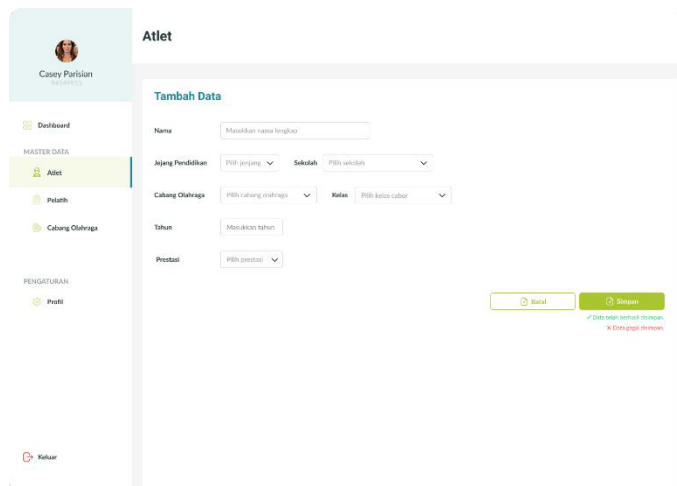 Atlet
Casey Parisian
Tambah Data
Dashboard
Nama Masukkan nama lengkap
MASTER DATA
Jejang Pendidikan Pilih jenjang Sekolah Pilih sekolah
Atlet
Cabang Olahraga Pilih cabang olahraga Kelas Pilih kelas cabor
Pelatih
Tahun Masukkan tahun
Cabang Olahraga
Prestasi Pilih prestasi
PENGATURAN
Profil
Batal Simpan
Data telah berhasil disimpan.
Data gagal disimpan.
Keluar